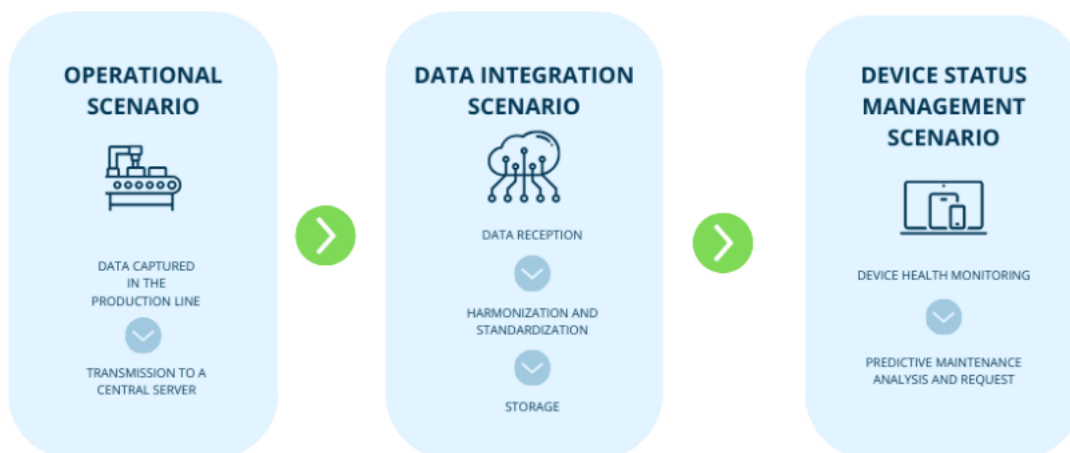 OPERATIONAL
SCENARIO
DATA CAPTURED
IN THE
PRODUCTION LINE
TRANSMISSION TO A
CENTRAL SERVER
DATA INTEGRATION
SCENARIO
DATA RECEPTION
HARMONIZATION AND
STANDARDIZATION
STORAGE
DEVICE STATUS
MANAGEMENT
SCENARIO
DEVICE HEALTH MONITORING
PREDICTIVE MAINTENANCE
ANALYSIS AND REQUEST